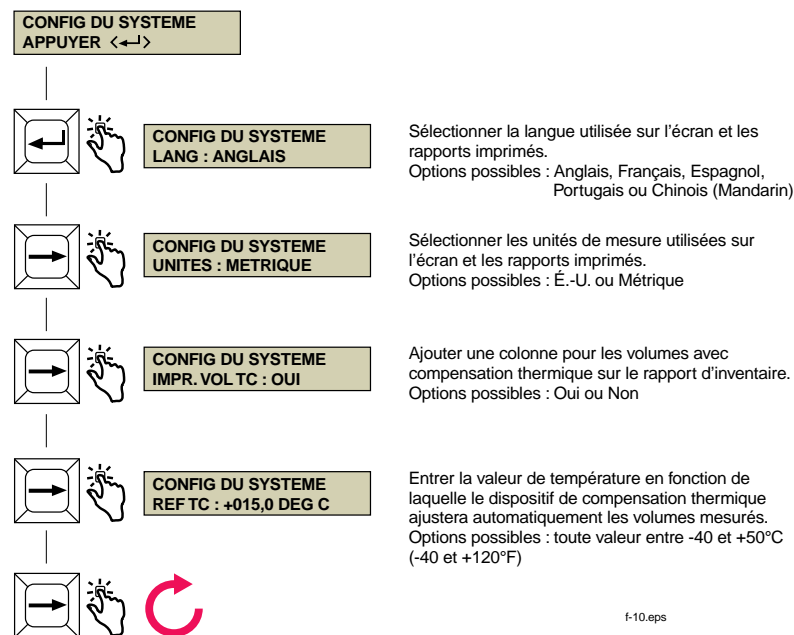 CONFIG DU SYSTEME
APPUYER <↵>
CONFIG DU SYSTEME
LANG : ANGLAIS
Sélectionner la langue utilisée sur l’écran et les
rapports imprimés.
Options possibles : Anglais, Français, Espagnol,
Portugais ou Chinois (Mandarin)
CONFIG DU SYSTEME
UNITES : METRIQUE
Sélectionner les unités de mesure utilisées sur
l’écran et les rapports imprimés.
Options possibles : É.-U. ou Métrique
CONFIG DU SYSTEME
IMPR. VOL TC : OUI
Ajouter une colonne pour les volumes avec
compensation thermique sur le rapport d’inventaire.
Options possibles : Oui ou Non
CONFIG DU SYSTEME
REF TC : +015,0 DEG C
Entrer la valeur de température en fonction de
laquelle le dispositif de compensation thermique
ajustera automatiquement les volumes mesurés.
Options possibles : toute valeur entre -40 et +50°C
(-40 et +120°F)
f-10.eps